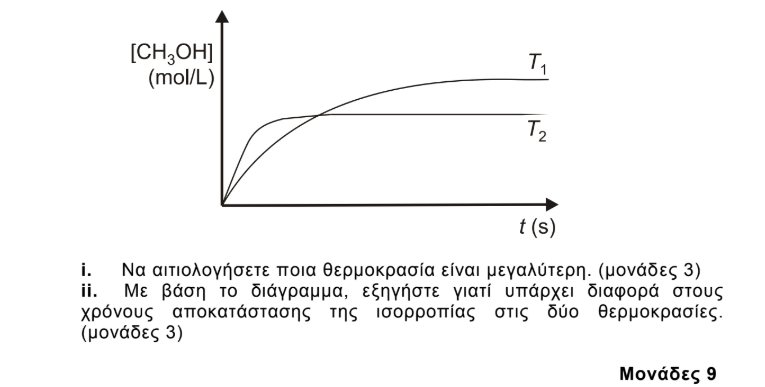 [CH₃OH]
(mol/L)
T₁
T₂
t (s)
i. Να αιτιολογήσετε ποια θερμοκρασία είναι μεγαλύτερη. (μονάδες 3)
ii. Με βάση το διάγραμμα, εξηγήστε γιατί υπάρχει διαφορά στους
χρόνους αποκατάστασης της ισορροπίας στις δύο θερμοκρασίες.
(μονάδες 3)
Μονάδες 9